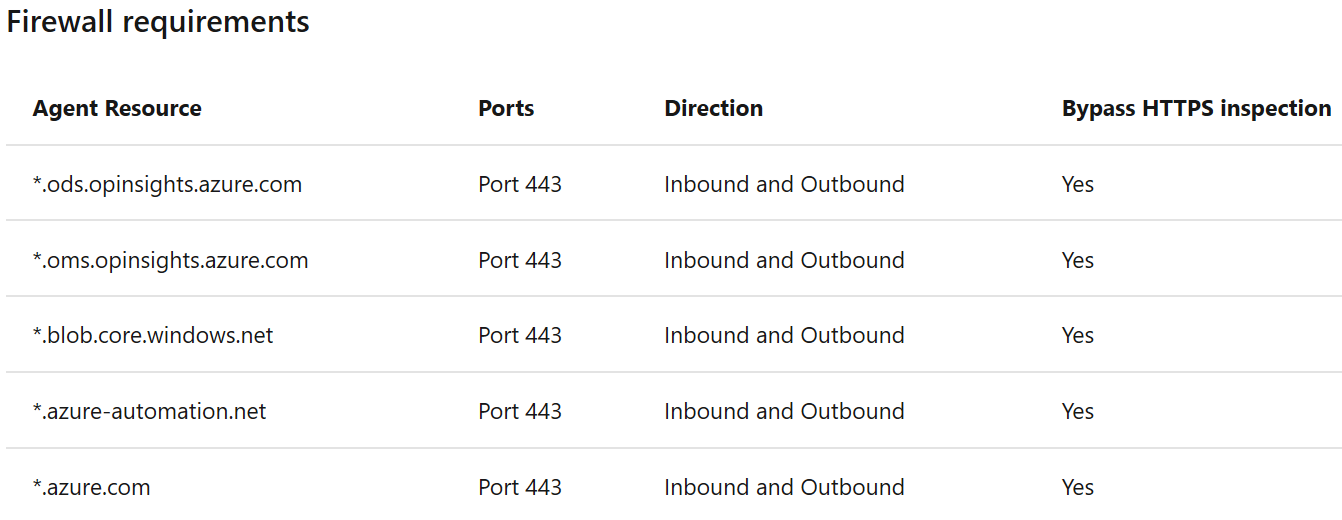 Firewall requirements
Agent Resource Ports Direction Bypass HTTPS inspection
*.ods.opinsights.azure.com Port 443 Inbound and Outbound Yes
*.oms.opinsights.azure.com Port 443 Inbound and Outbound Yes
*.blob.core.windows.net Port 443 Inbound and Outbound Yes
*.azure-automation.net Port 443 Inbound and Outbound Yes
*.azure.com Port 443 Inbound and Outbound Yes